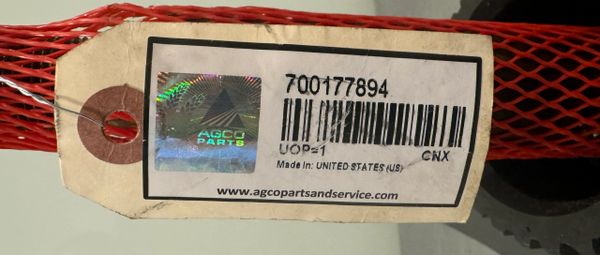 700177894
AGCO
PARTS
UOP=1 CNX
Made in: UNITED STATES (US)
www.agcopartsandservice.com